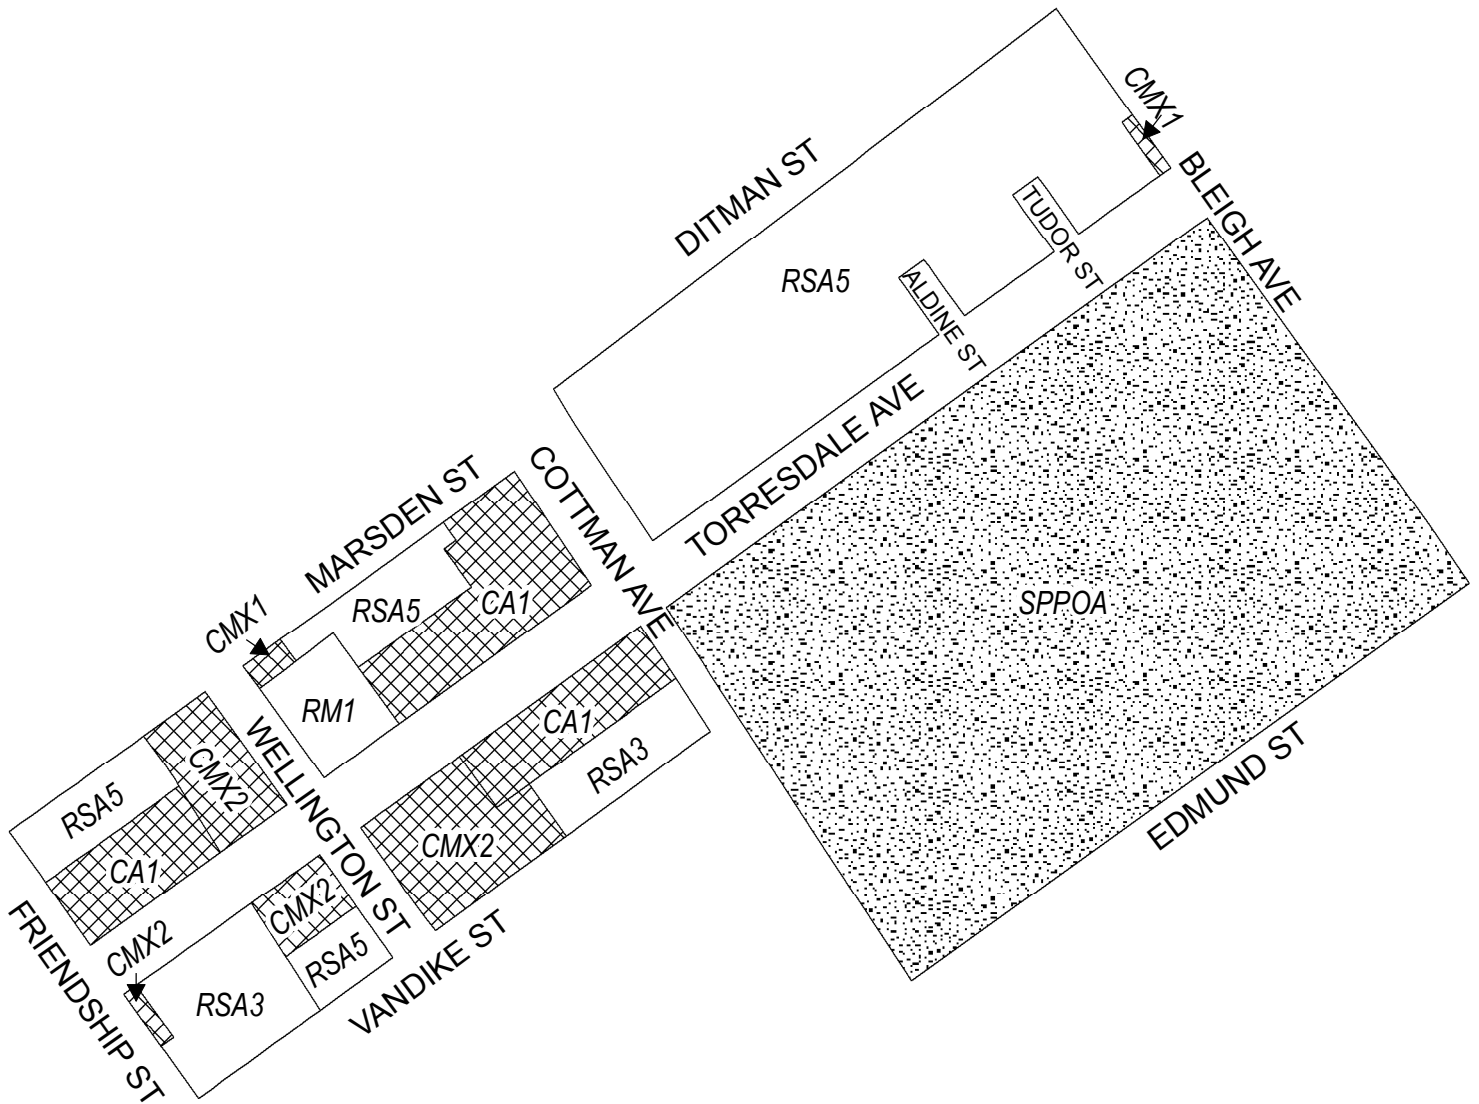 CMX1
DITMAN ST
BLEIGH AVE
TUDOR ST
RSA5
ALDINE ST
TORRESDALE AVE
COTTMAN AVE
MARSDEN ST
RSA5
CA1
CMX1
SPPOA
RM1
CA1
RSA3
WELLINGTON ST
CMX2
RSA5
CA1
CMX2
EDMUND ST
CMX2
RSA5
VANDIKE ST
FRIENDSHIP ST
CMX2
RSA3